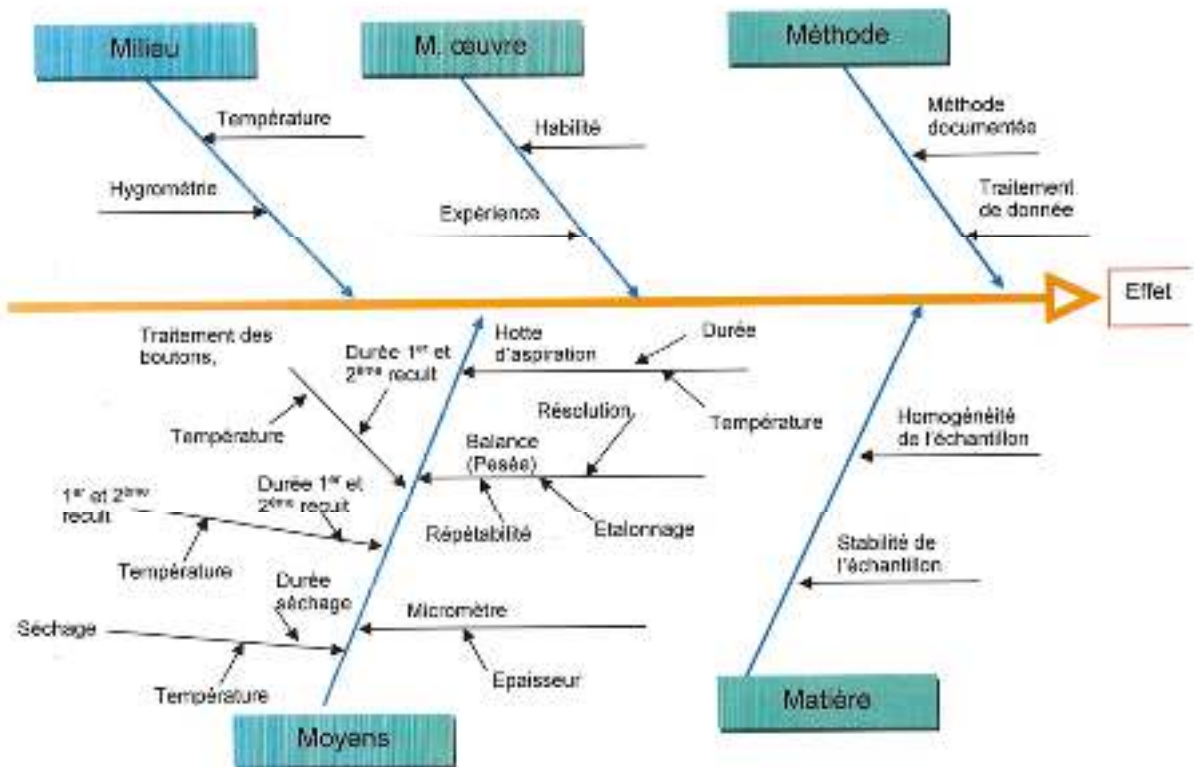 Milieu
M. œuvre
Méthode
Température
Hygrométrie
Habilité
Expérience
Méthode
documentée
Traitement
de donnée
Effet
Traitement des
boutons,
Durée 1er et
2ème recuit
Température
Hotte
d'aspiration
Durée
Température
Résolution
Balance
(Pesée)
Répétabilité
Etalonnage
Homogénéité
de l'échantillon
1er et 2ème
recuit
Durée 1er et
2ème recuit
Température
Stabilité de
l'échantillon
Durée
séchage
Séchage
Température
Micromètre
Epaisseur
Moyens
Matière